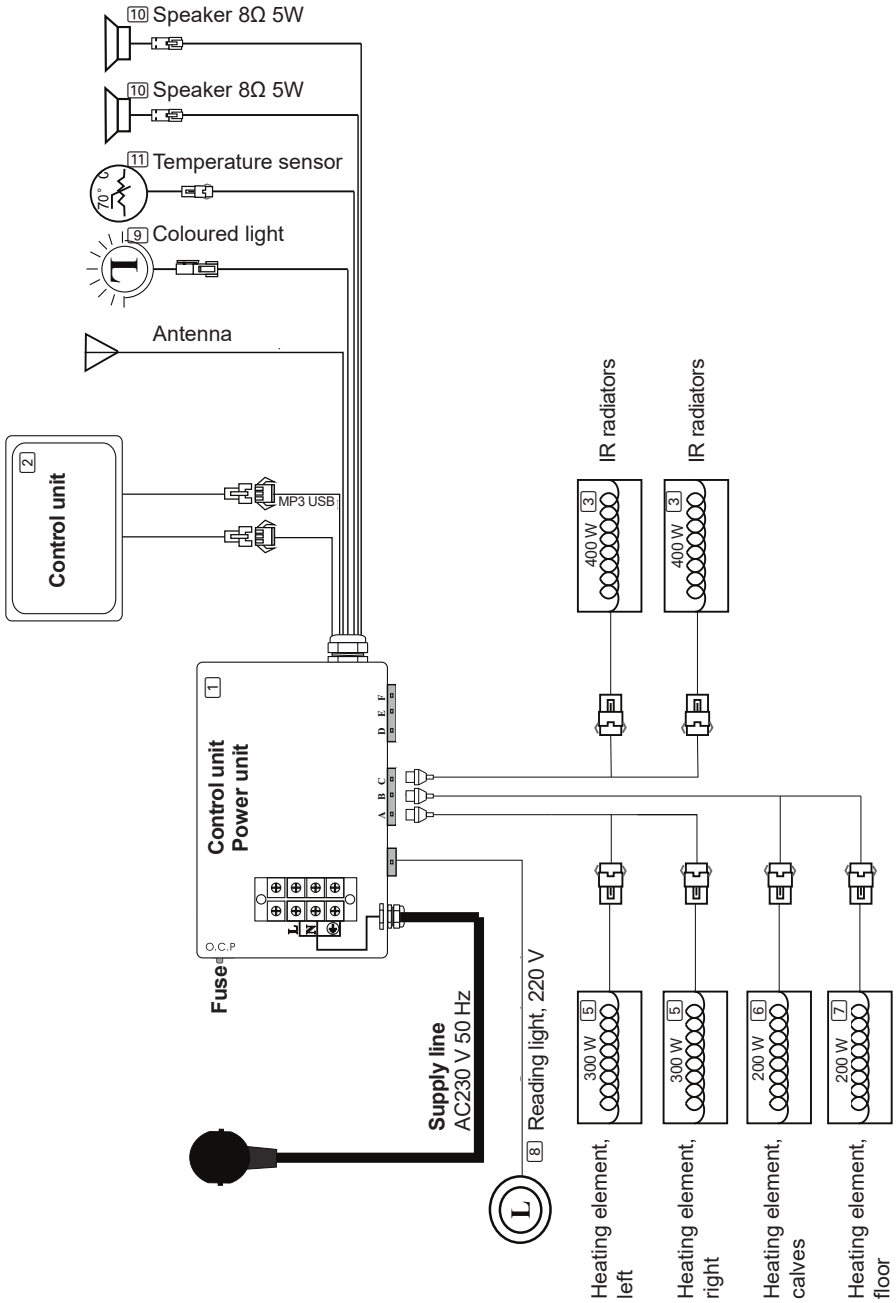 10 Speaker 8Ω 5W
10 Speaker 8Ω 5W
11 Temperature sensor
70° C
9 Coloured light
L
Antenna
2
Control unit
MP3 USB
1
Control unit
Power unit
A B C
D E F
L
N
O.C.P
Fuse
Supply line
AC230 V 50 Hz
8 Reading light, 220 V
L
3
400 W
IR radiators
3
400 W
IR radiators
5
300 W
Heating element,
left
5
300 W
Heating element,
right
6
200 W
Heating element,
calves
7
200 W
Heating element,
floor